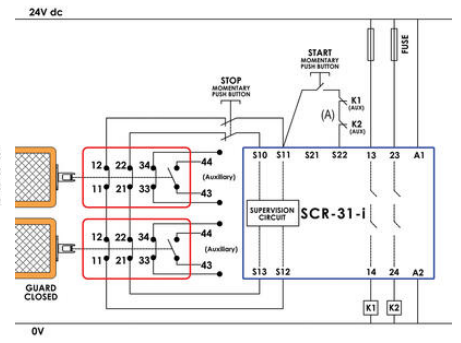 24V dc
START
MOMENTARY
PUSH BUTTON
FUSE
STOP
MOMENTARY
PUSH BUTTON
K1
(AUX)
(A)
K2
(AUX)
S10 S11 S21 S22 13 23 A1
12 22 34
44
(Auxiliary)
11 21 33
43
SUPERVISION
CIRCUIT
SCR-31-i
12 22 34
44
(Auxiliary)
11 21 33
43
S13 S12 14 24 A2
GUARD
CLOSED
K1 K2
0V